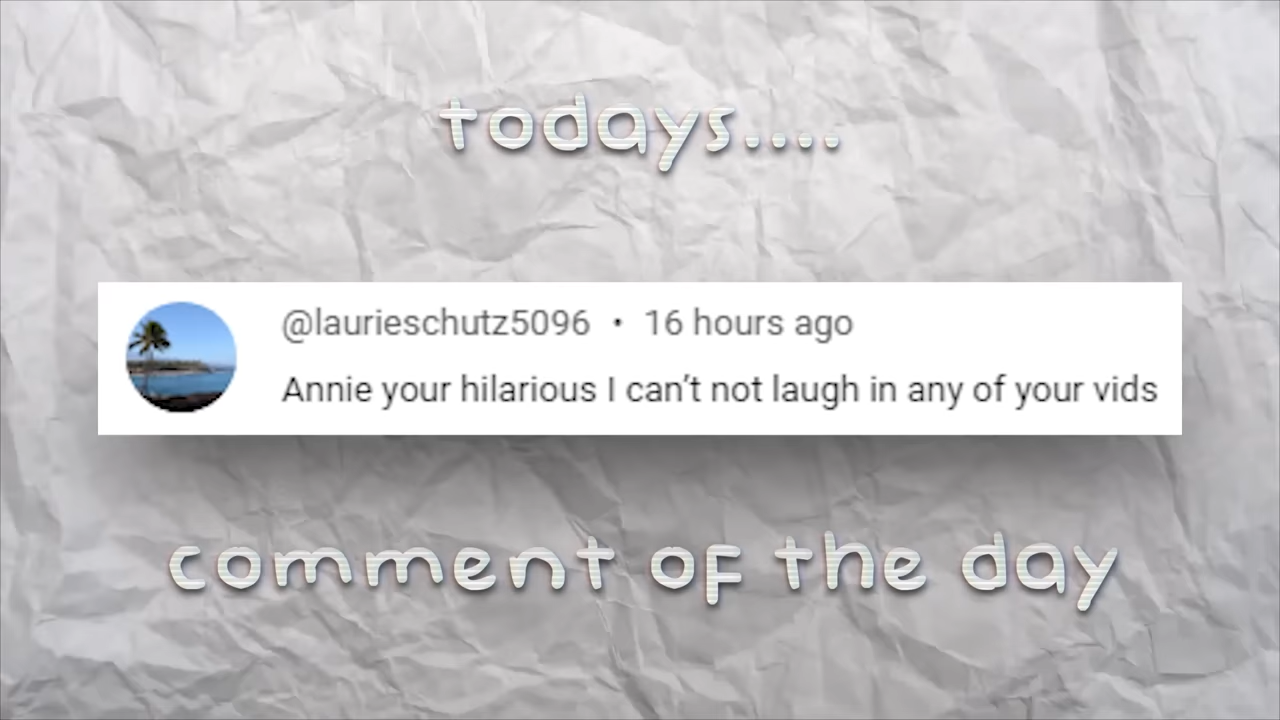 todays....
@laurieschutz5096 • 16 hours ago
Annie your hilarious I can’t not laugh in any of your vids
comment of the day